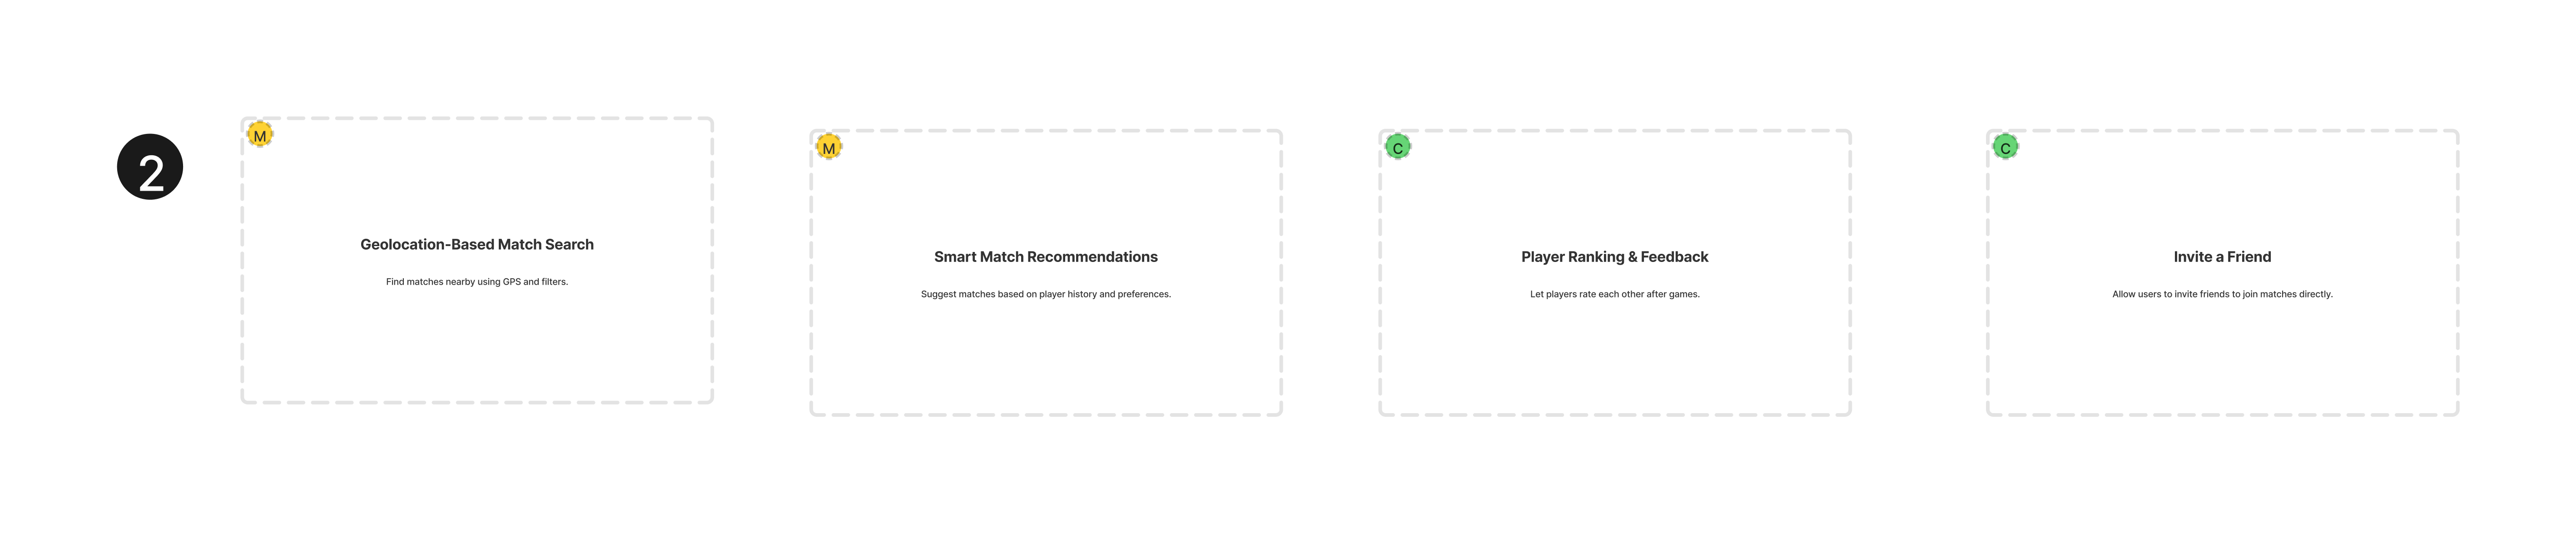 2
M
Geolocation-Based Match Search
Find matches nearby using GPS and filters.
M
Smart Match Recommendations
Suggest matches based on player history and preferences.
C
Player Ranking & Feedback
Let players rate each other after games.
C
Invite a Friend
Allow users to invite friends to join matches directly.